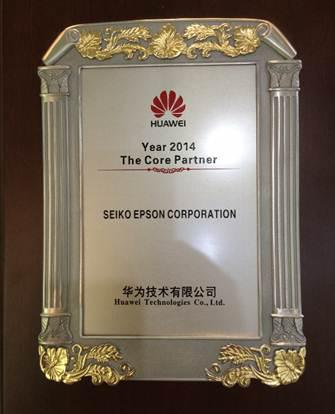 HUAWEI
Year 2014
The Core Partner
SEIKO EPSON CORPORATION
华为技术有限公司
Huawei Technologies Co., Ltd.